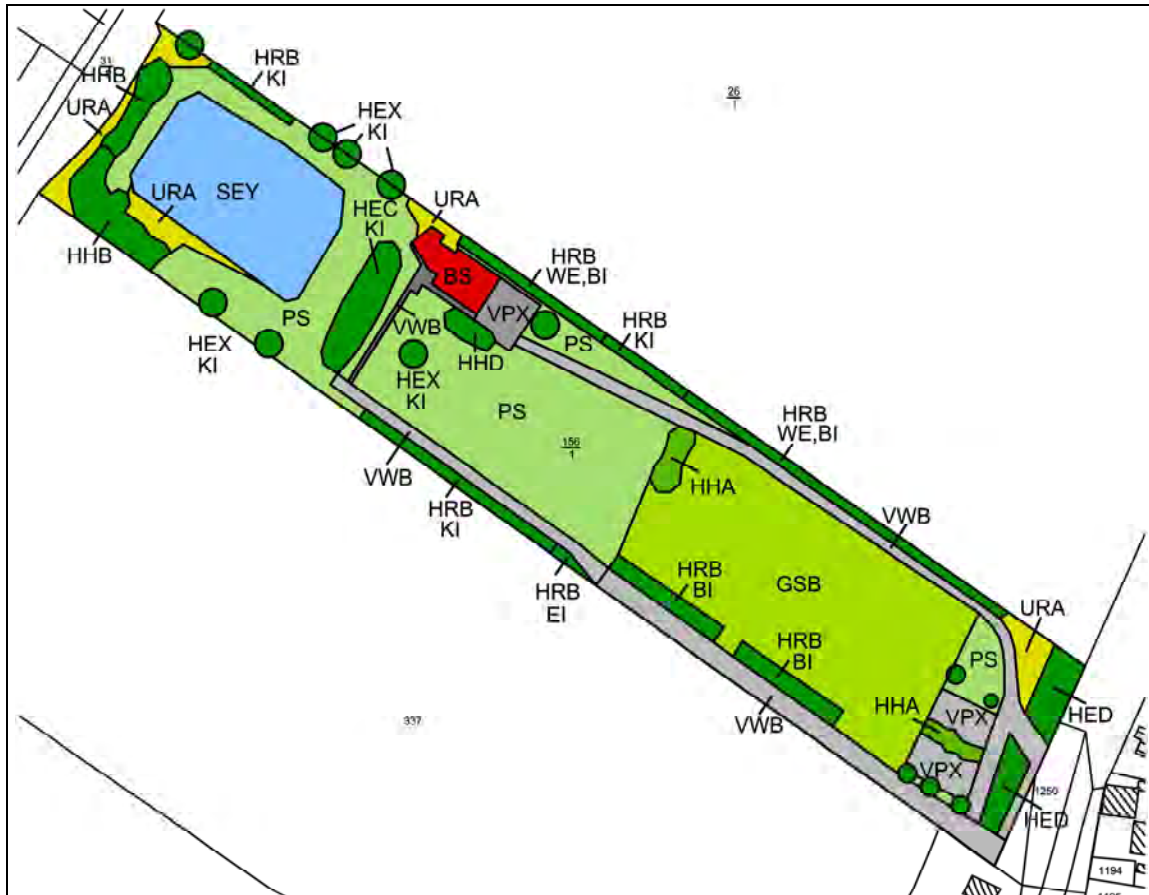 31
HRB
KI
HHB
URA
HEX
KI
26
1
URA
SEY
HEC
KI
URA
HHB
BS
HRB
WE,BI
PS
VPX
HRB
KI
VWB
PS
HEX
KI
HHD
HEX
KI
PS
HRB
WE,BI
156
1
VWB
HHA
HRB
KI
VWB
HRB
BI
GSB
HRB
EI
URA
HRB
BI
PS
HHA
VPX
HED
VWB
337
VPX
1250
HED
1194